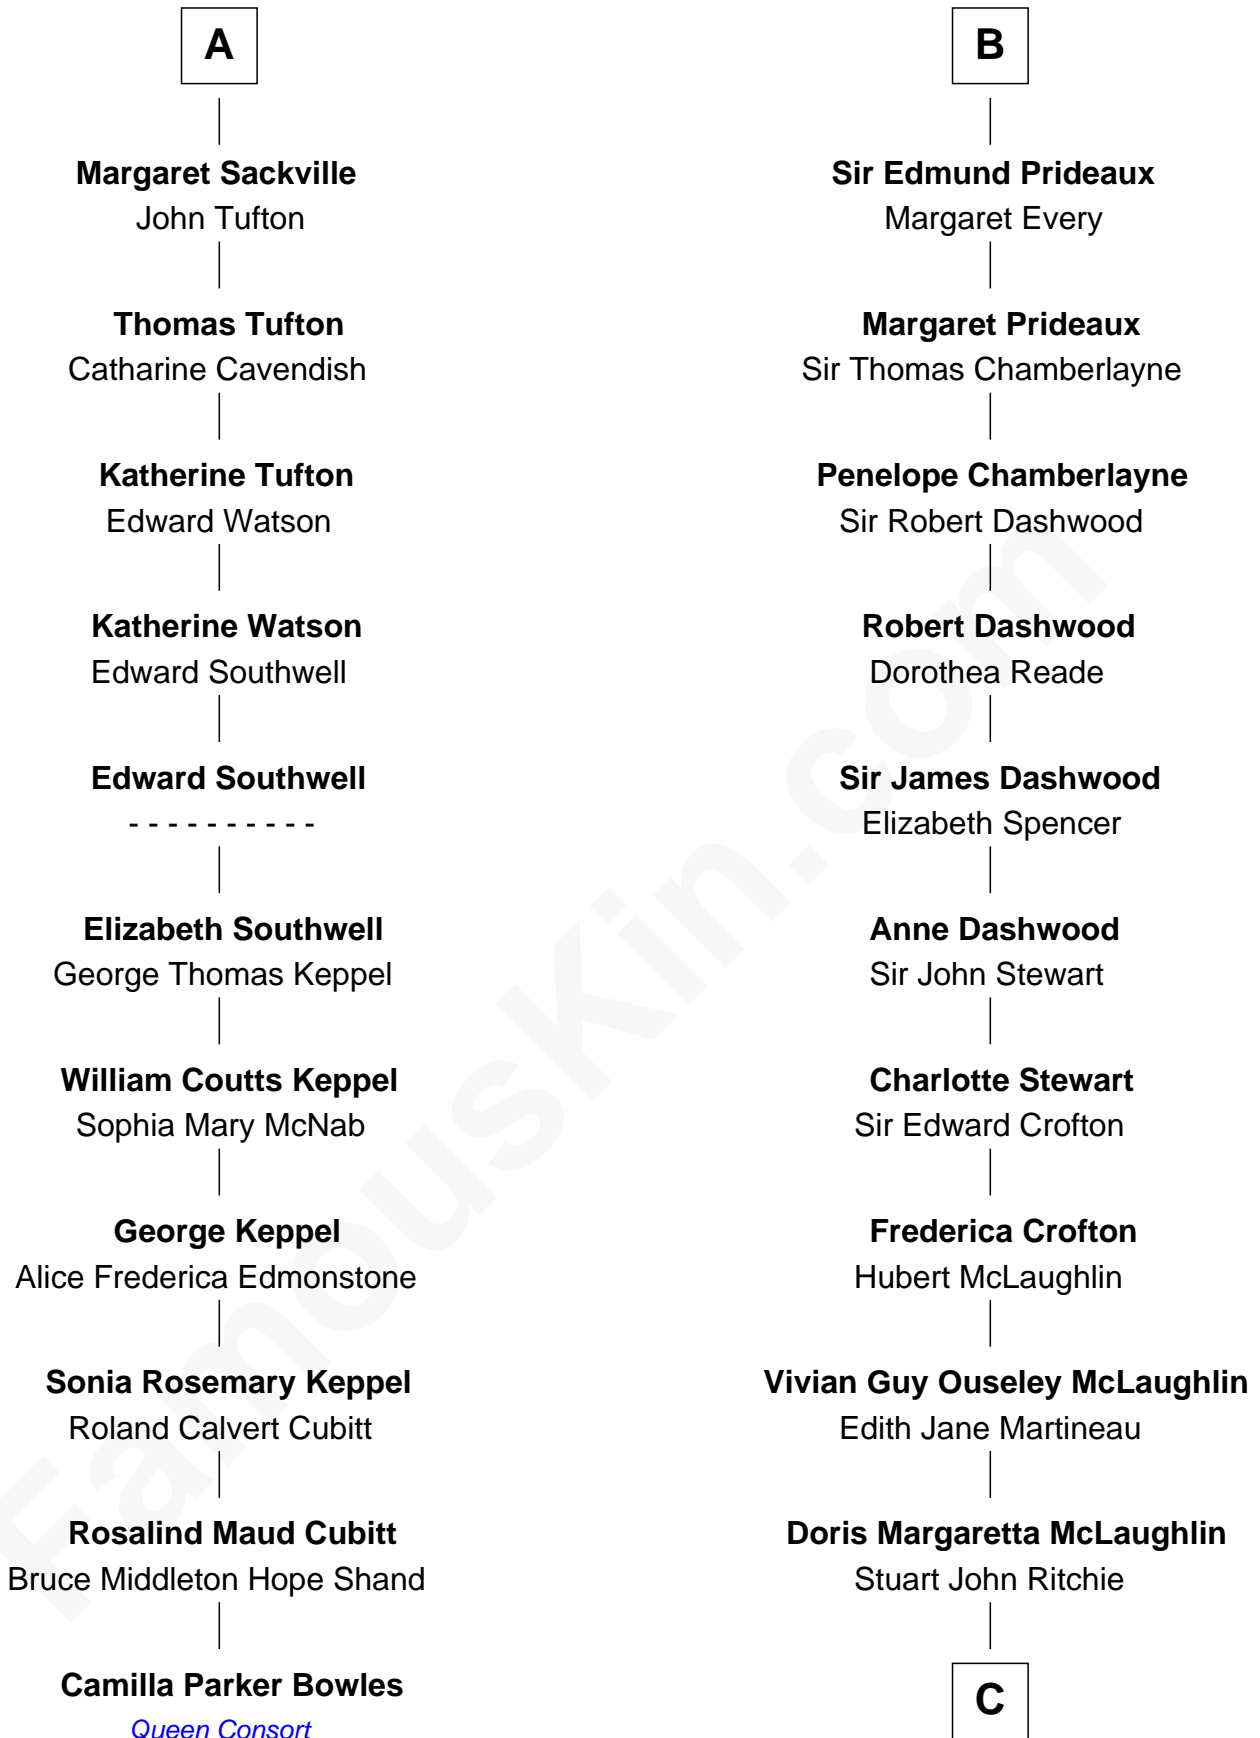 A
Margaret Sackville
John Tufton
Thomas Tufton
Catharine Cavendish
Katherine Tufton
Edward Watson
Katherine Watson
Edward Southwell
Edward Southwell
- - - - - - - - - -
Elizabeth Southwell
George Thomas Keppel
William Coutts Keppel
Sophia Mary McNab
George Keppel
Alice Frederica Edmonstone
Sonia Rosemary Keppel
Roland Calvert Cubitt
Rosalind Maud Cubitt
Bruce Middleton Hope Shand
Camilla Parker Bowles
Queen Consort
B
Sir Edmund Prideaux
Margaret Every
Margaret Prideaux
Sir Thomas Chamberlayne
Penelope Chamberlayne
Sir Robert Dashwood
Robert Dashwood
Dorothea Reade
Sir James Dashwood
Elizabeth Spencer
Anne Dashwood
Sir John Stewart
Charlotte Stewart
Sir Edward Crofton
Frederica Crofton
Hubert McLaughlin
Vivian Guy Ouseley McLaughlin
Edith Jane Martineau
Doris Margaretta McLaughlin
Stuart John Ritchie
C
FamousKin.com